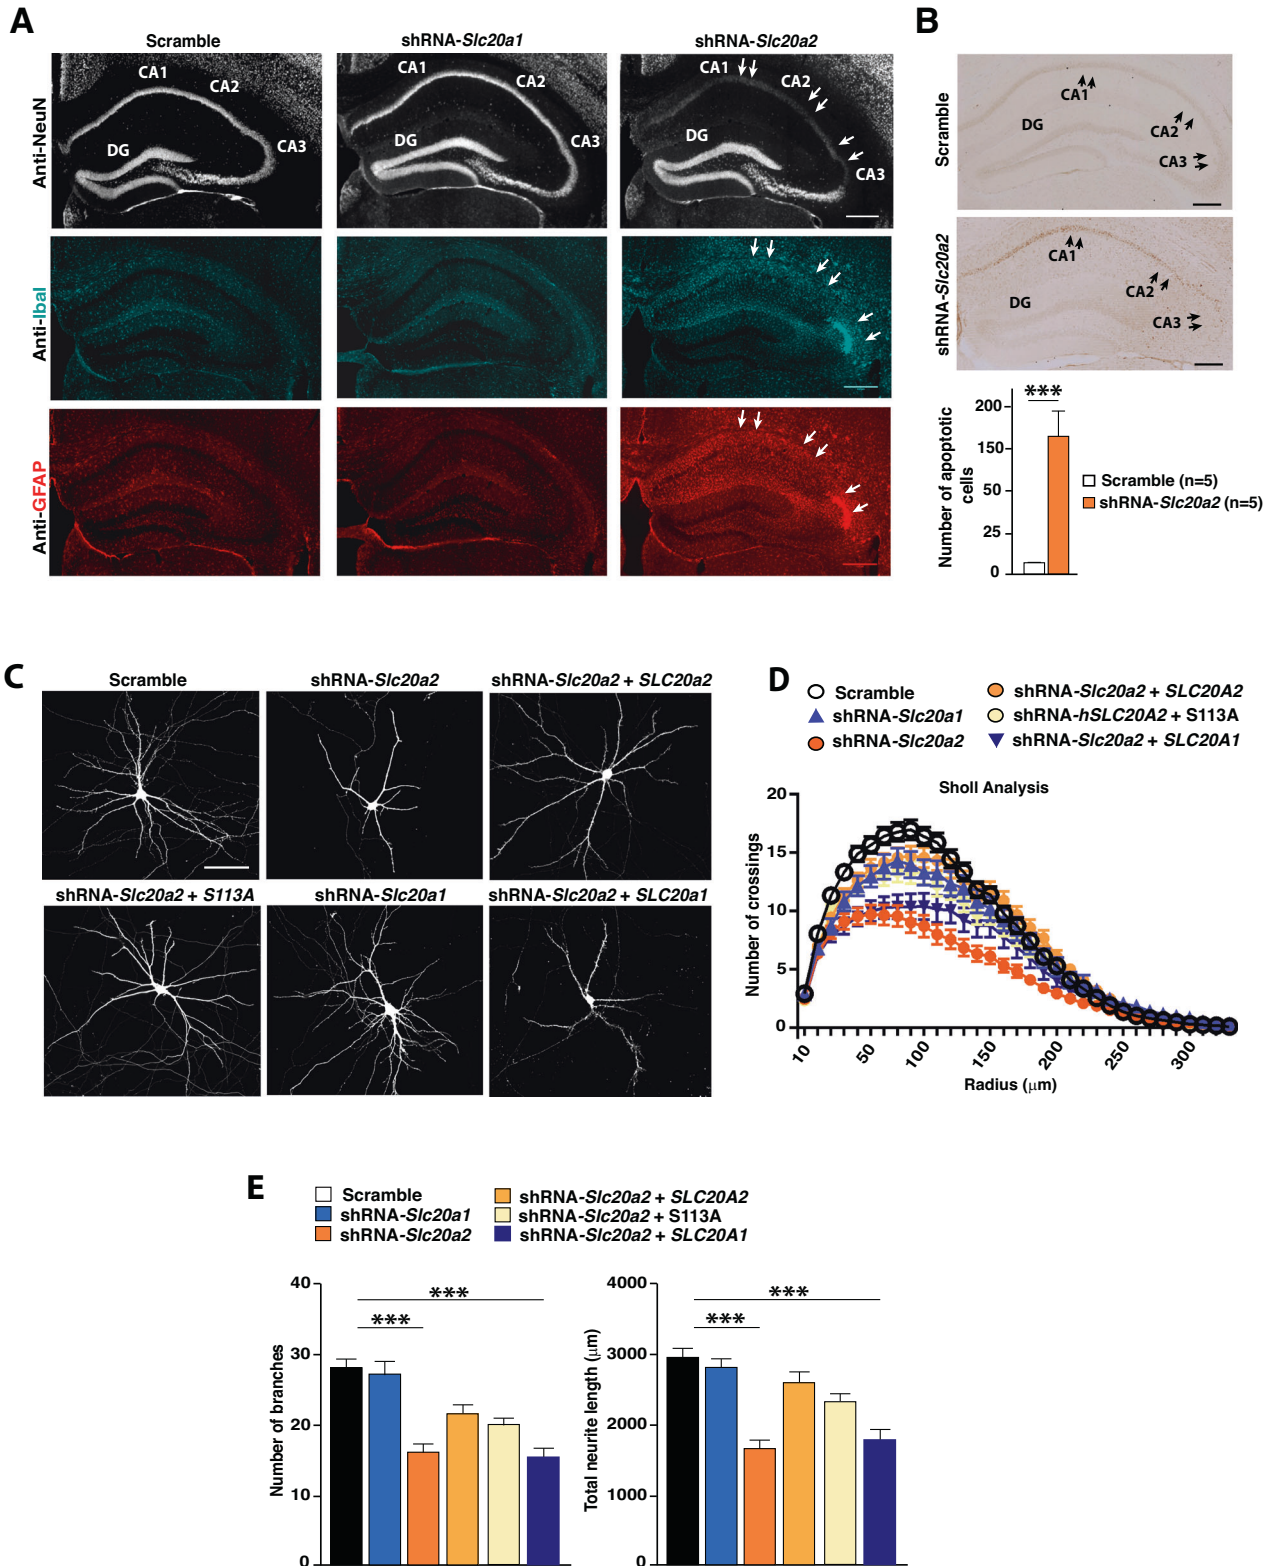 A
Scramble
shRNA-Slc20a1
shRNA-Slc20a2
Anti-NeuN
CA1
CA2
CA3
DG
CA1
CA2
CA3
DG
CA1
CA2
CA3
DG
Anti-IbaI
Anti-GFAP
B
Scramble
CA1
DG
CA2
CA3
shRNA-Slc20a2
CA1
DG
CA2
CA3
***
Number of apoptotic
cells
200
150
50
25
0
Scramble (n=5)
shRNA-Slc20a2 (n=5)
C
Scramble
shRNA-Slc20a2
shRNA-Slc20a2 + SLC20a2
shRNA-Slc20a2 + S113A
shRNA-Slc20a1
shRNA-Slc20a2 + SLC20a1
D
Scramble
shRNA-Slc20a1
shRNA-Slc20a2
shRNA-Slc20a2 + SLC20A2
shRNA-hSLC20A2 + S113A
shRNA-Slc20a2 + SLC20A1
Sholl Analysis
Number of crossings
20
15
10
5
0
10
50
100
150
200
250
300
Radius (μm)
E
Scramble
shRNA-Slc20a1
shRNA-Slc20a2
shRNA-Slc20a2 + SLC20A2
shRNA-Slc20a2 + S113A
shRNA-Slc20a2 + SLC20A1
Number of branches
40
30
20
10
0
***
***
Total neurite length (μm)
4000
3000
2000
1000
0
***
***